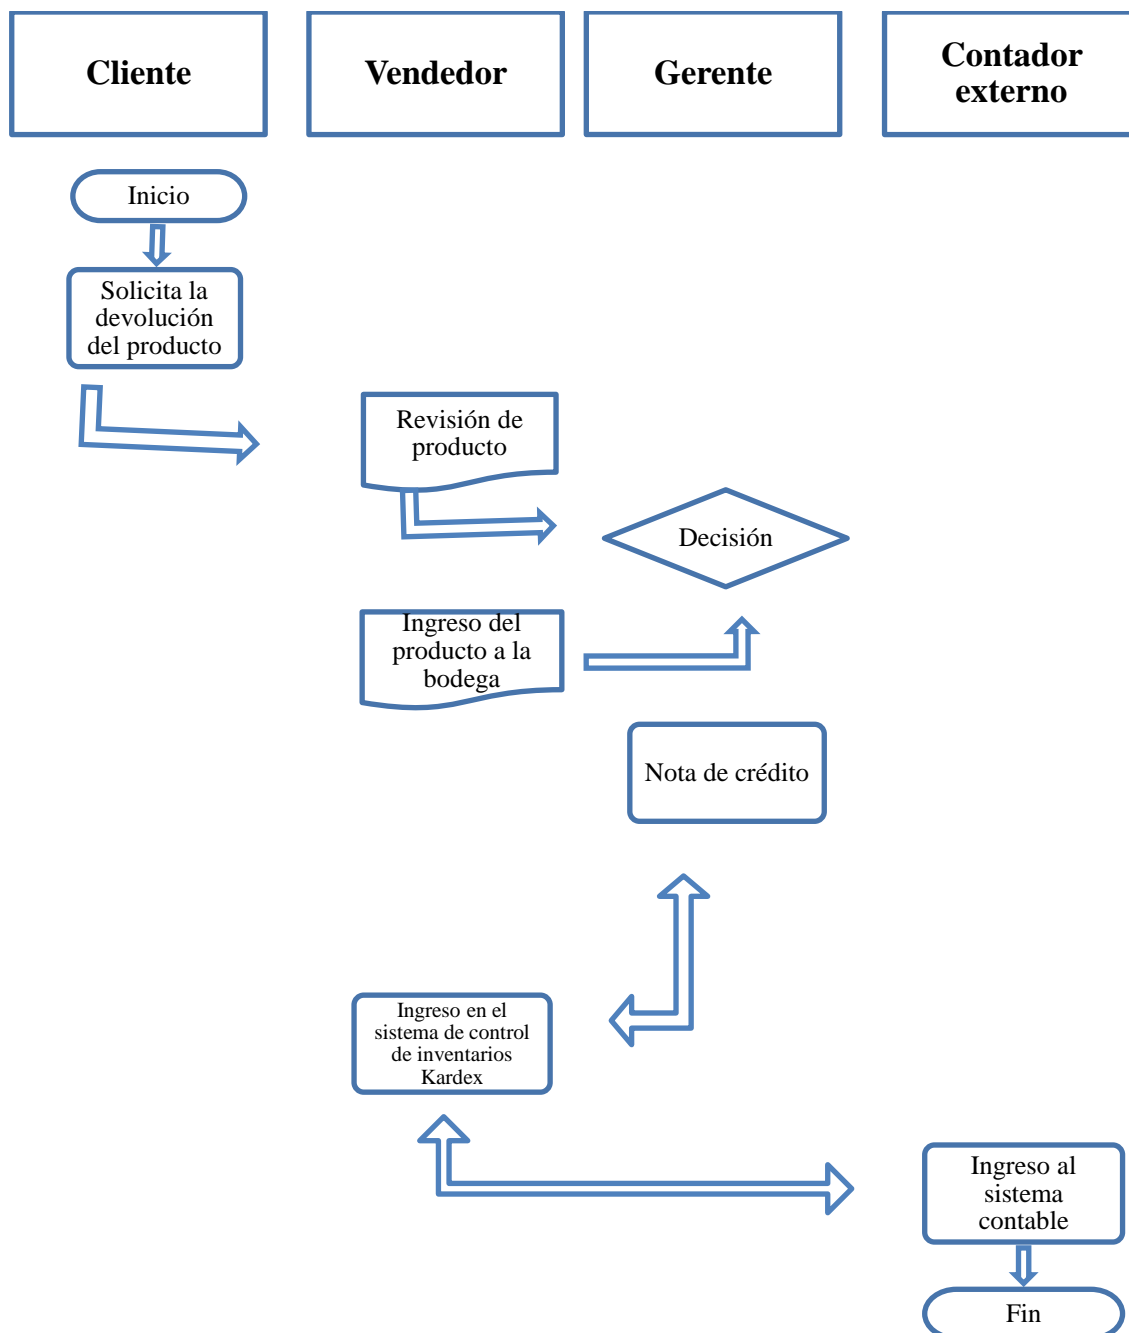 Cliente
Vendedor
Gerente
Contador
externo
Inicio
Solicita la
devolución
del producto
Revisión de
producto
Decisión
Ingreso del
producto a la
bodega
Nota de crédito
Ingreso en el
sistema de control
de inventarios
Kardex
Ingreso al
sistema
contable
Fin